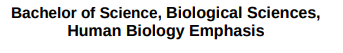 Bachelor of Science, Biological Sciences,
Human Biology Emphasis